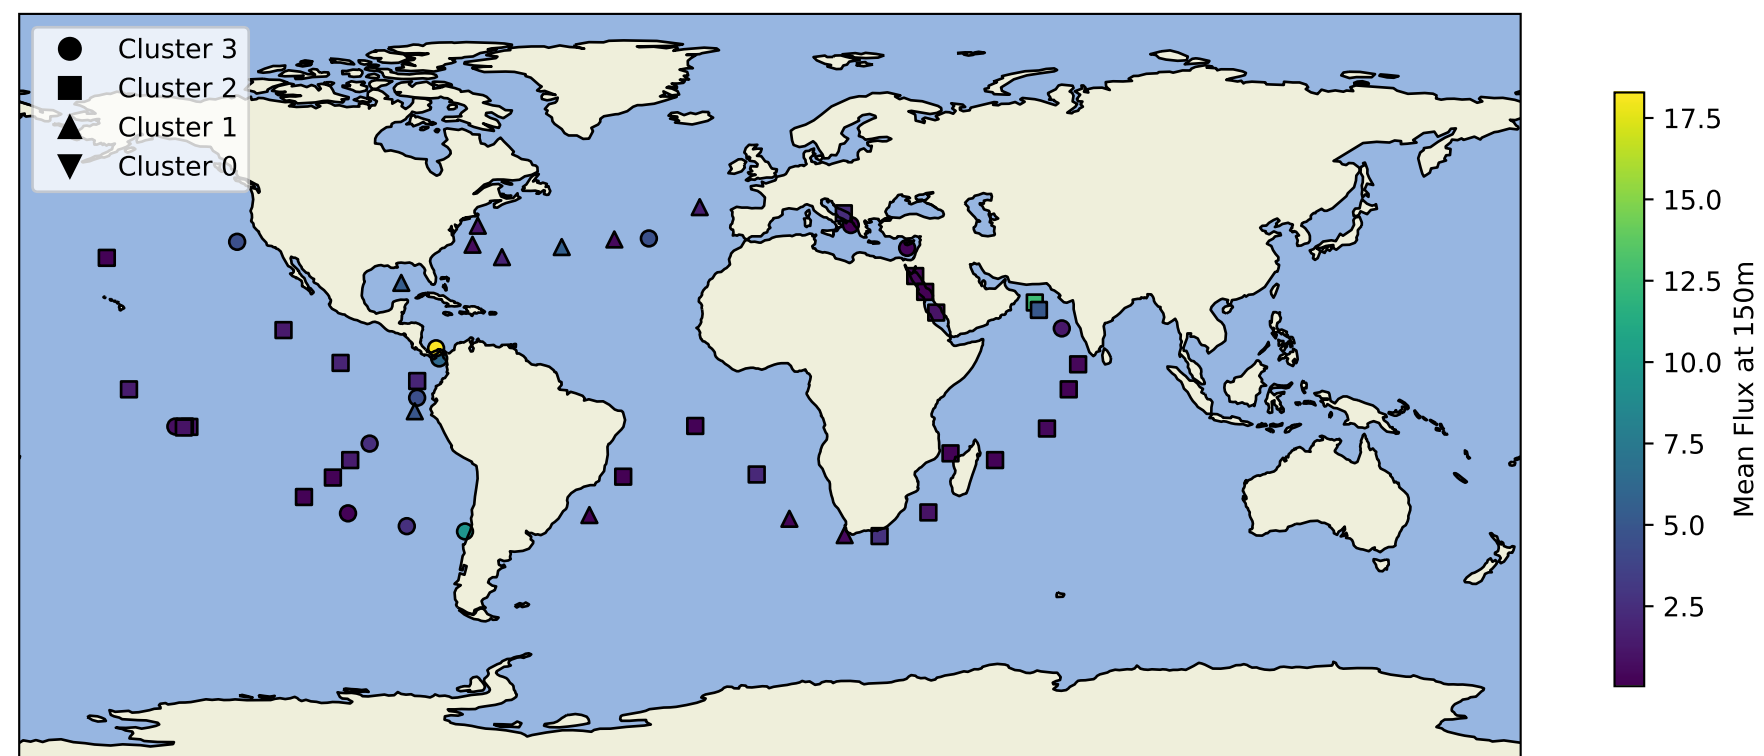 Cluster 3
Cluster 2
Cluster 1
Cluster 0
17.5
15.0
12.5
10.0
7.5
5.0
2.5
Mean Flux at 150m